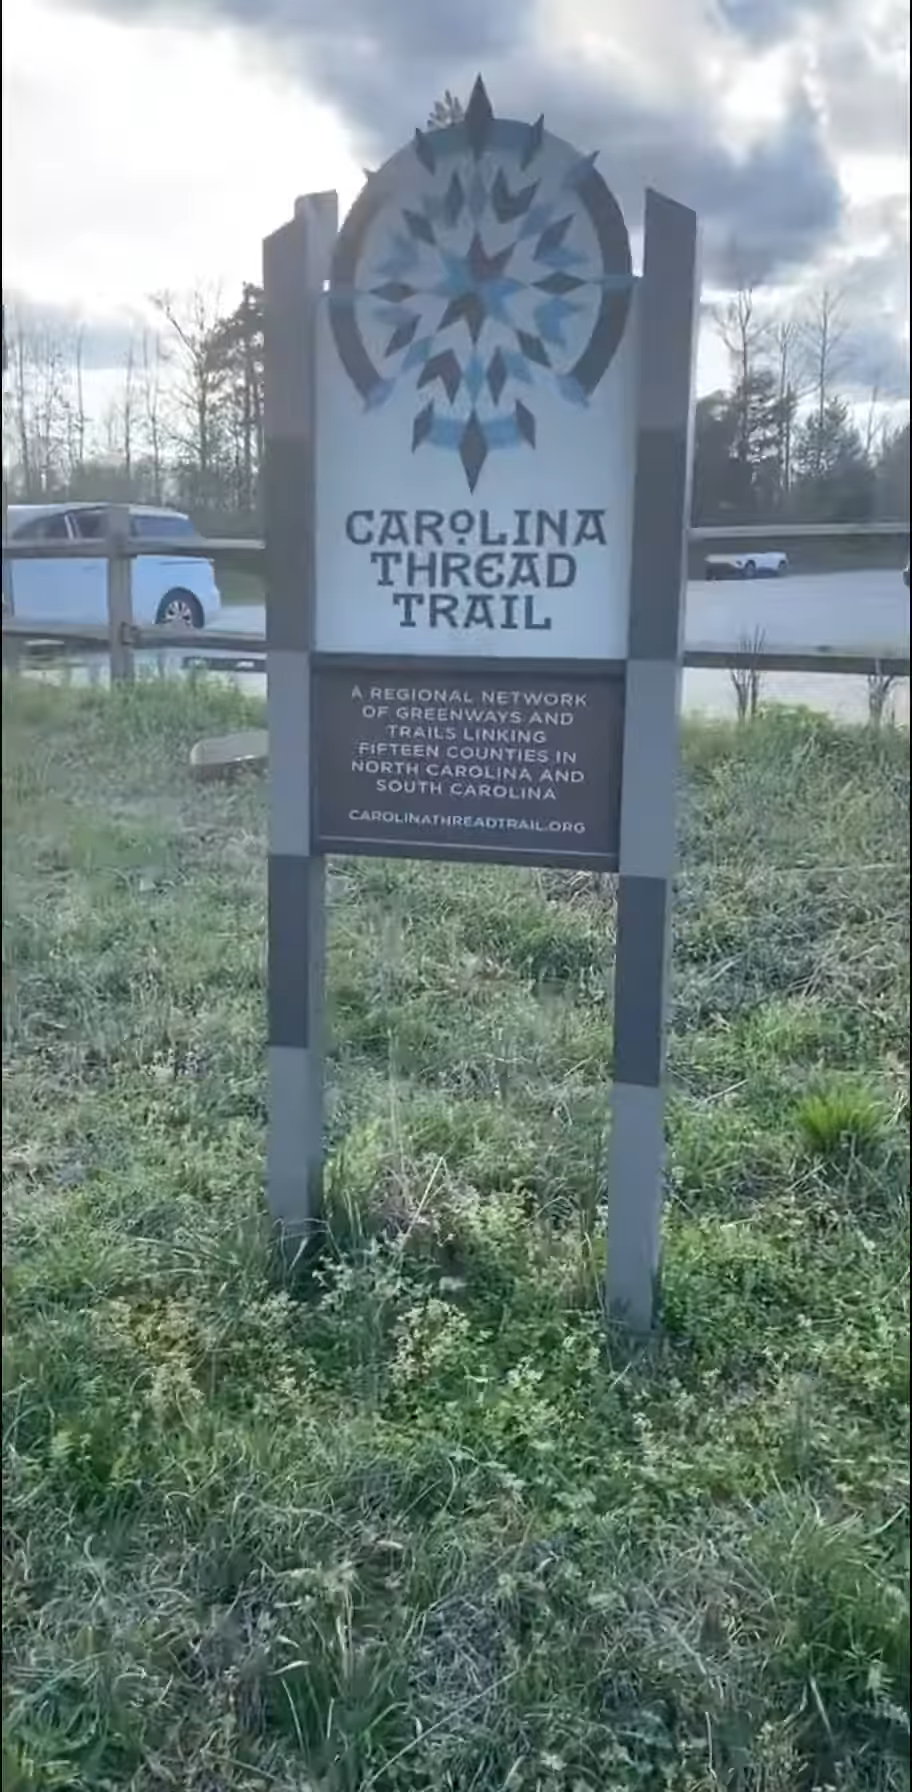 CAROLINA
THREAD
TRAIL
A REGIONAL NETWORK
OF GREENWAYS AND
TRAILS LINKING
FIFTEEN COUNTIES IN
NORTH CAROLINA AND
SOUTH CAROLINA
CAROLINATHREADTRAIL.ORG